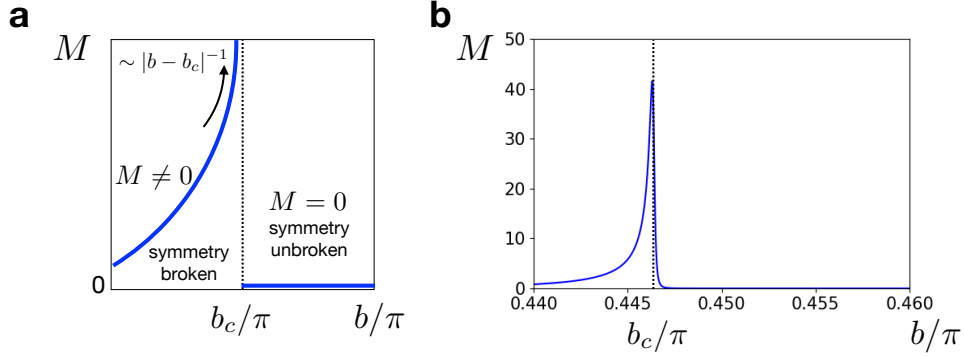 a
M
∼ |b − b_c|^{−1}
M ≠ 0
M = 0
symmetry
unbroken
symmetry
broken
0
b_c/π
b/π
b
M
50
40
30
20
10
0
0.440
0.445
0.450
0.455
0.460
b_c/π
b/π